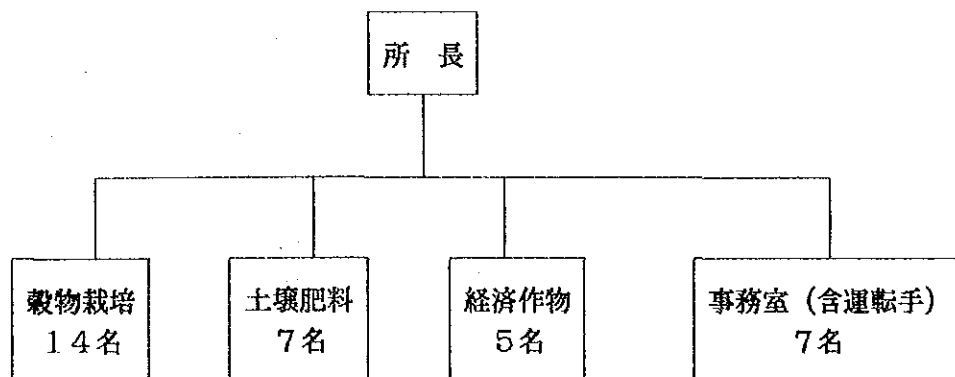 所　長
穀物栽培
１４名
土壌肥料
７名
経済作物
５名
事務室（含運転手）
７名